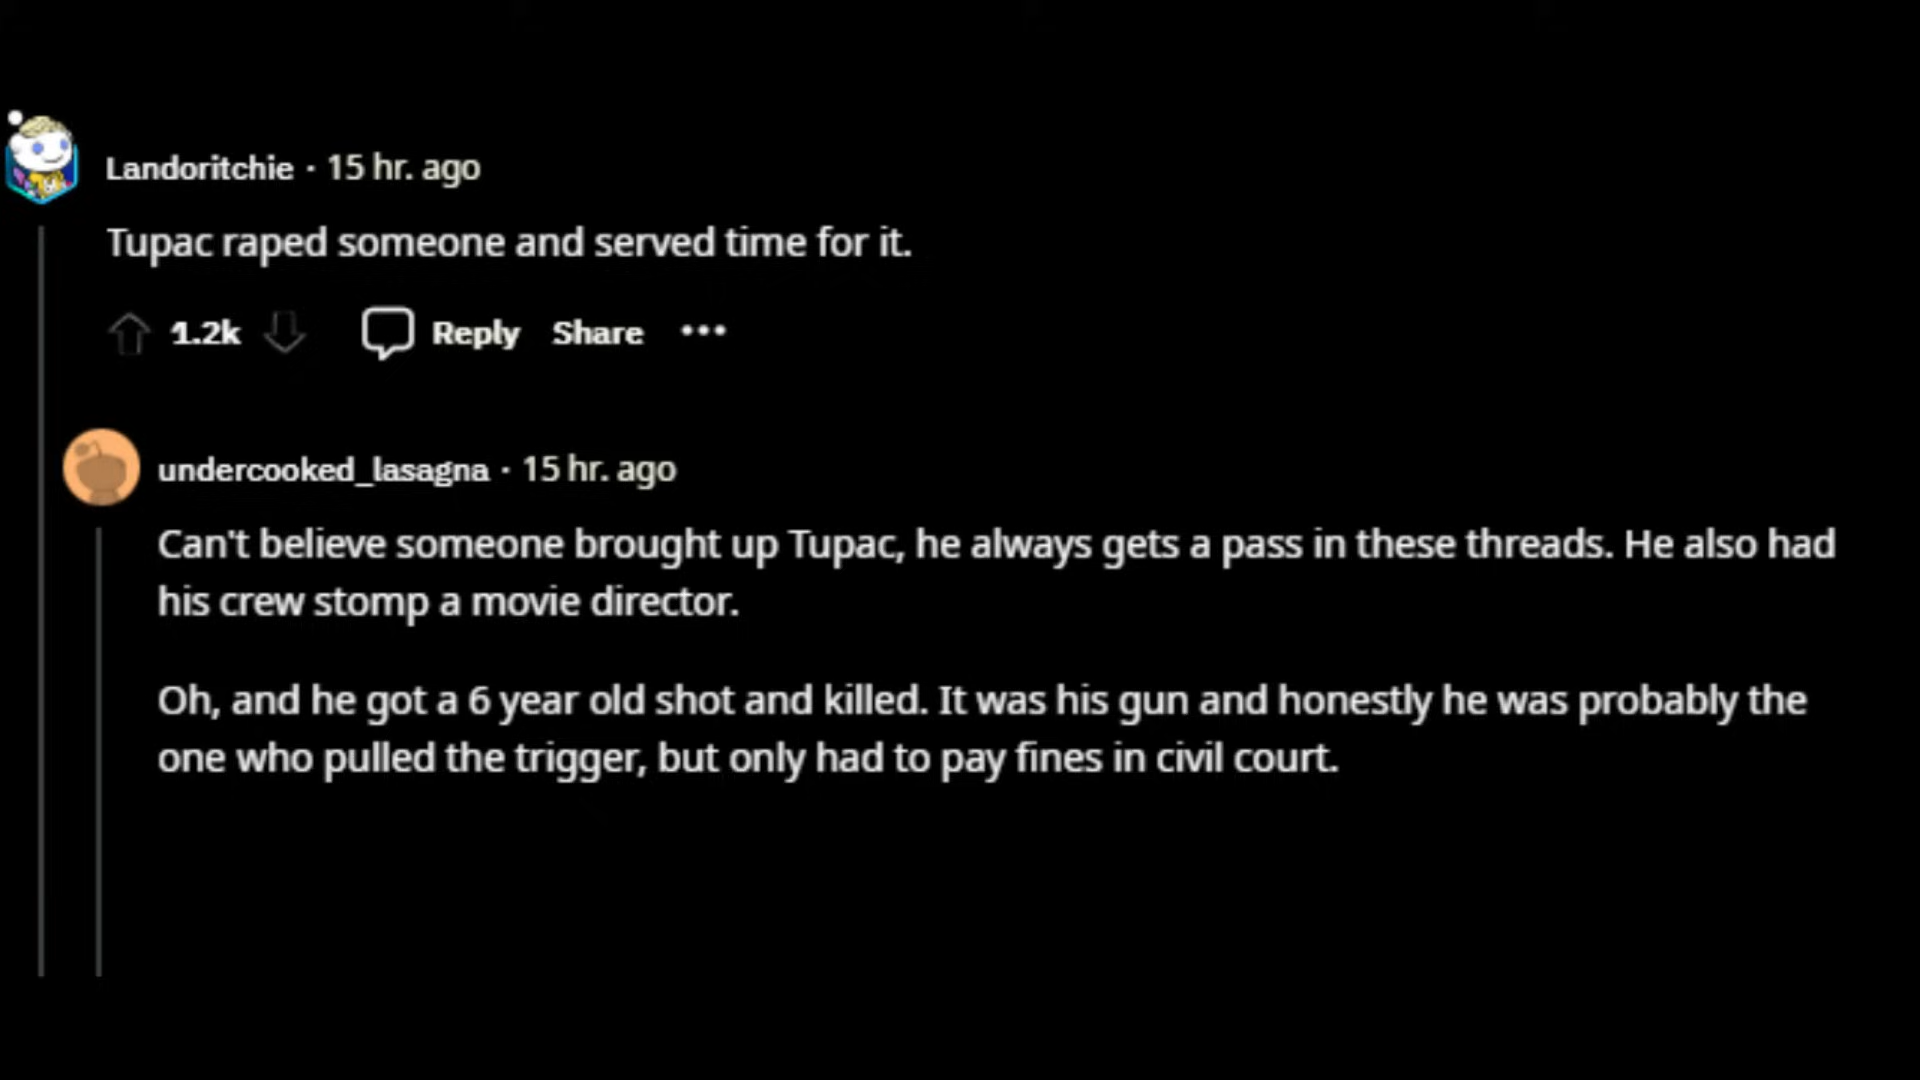 Landoritchie · 15 hr. ago
Tupac raped someone and served time for it.
1.2k Reply Share ···
undercooked_lasagna · 15 hr. ago
Can't believe someone brought up Tupac, he always gets a pass in these threads. He also had
his crew stomp a movie director.
Oh, and he got a 6 year old shot and killed. It was his gun and honestly he was probably the
one who pulled the trigger, but only had to pay fines in civil court.